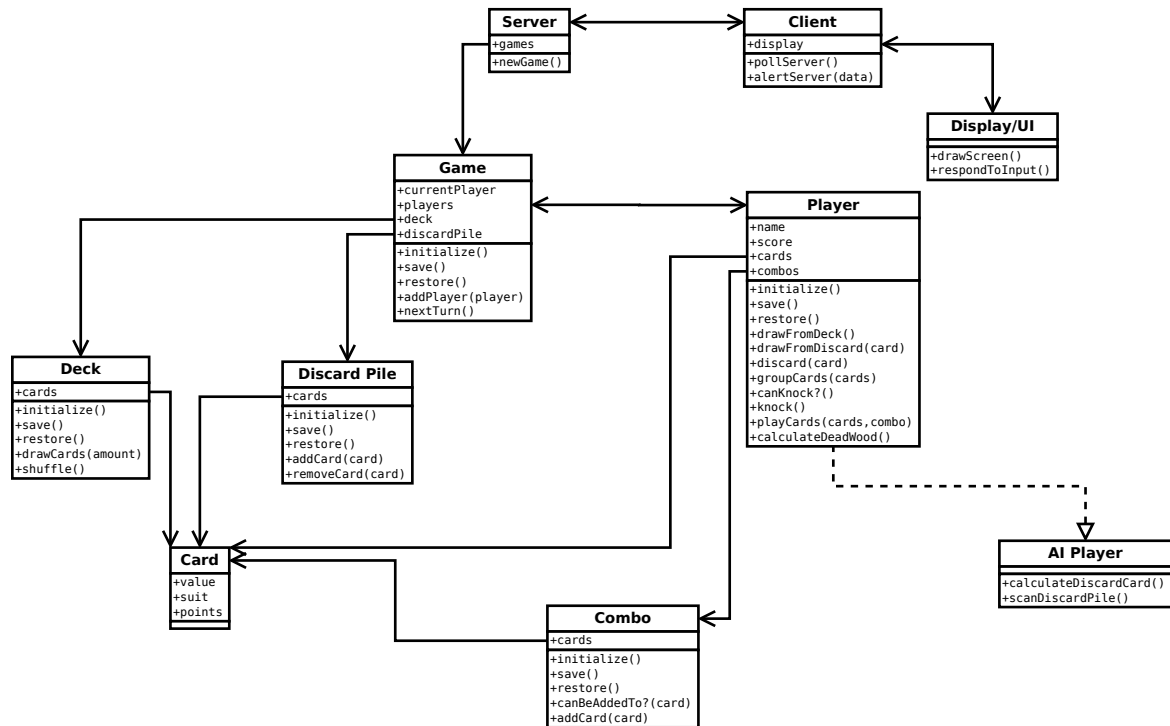 Server
+games
+newGame()
Client
+display
+pollServer()
+alertServer(data)
Display/UI
+drawScreen()
+respondToInput()
Game
+currentPlayer
+players
+deck
+discardPile
+initialize()
+save()
+restore()
+addPlayer(player)
+nextTurn()
Player
+name
+score
+cards
+combos
+initialize()
+save()
+restore()
+drawFromDeck()
+drawFromDiscard(card)
+discard(card)
+groupCards(cards)
+canKnock?()
+knock()
+playCards(cards,combo)
+calculateDeadWood()
Deck
+cards
+initialize()
+save()
+restore()
+drawCards(amount)
+shuffle()
Discard Pile
+cards
+initialize()
+save()
+restore()
+addCard(card)
+removeCard(card)
Card
+value
+suit
+points
AI Player
+calculateDiscardCard()
+scanDiscardPile()
Combo
+cards
+initialize()
+save()
+restore()
+canBeAddedTo?(card)
+addCard(card)